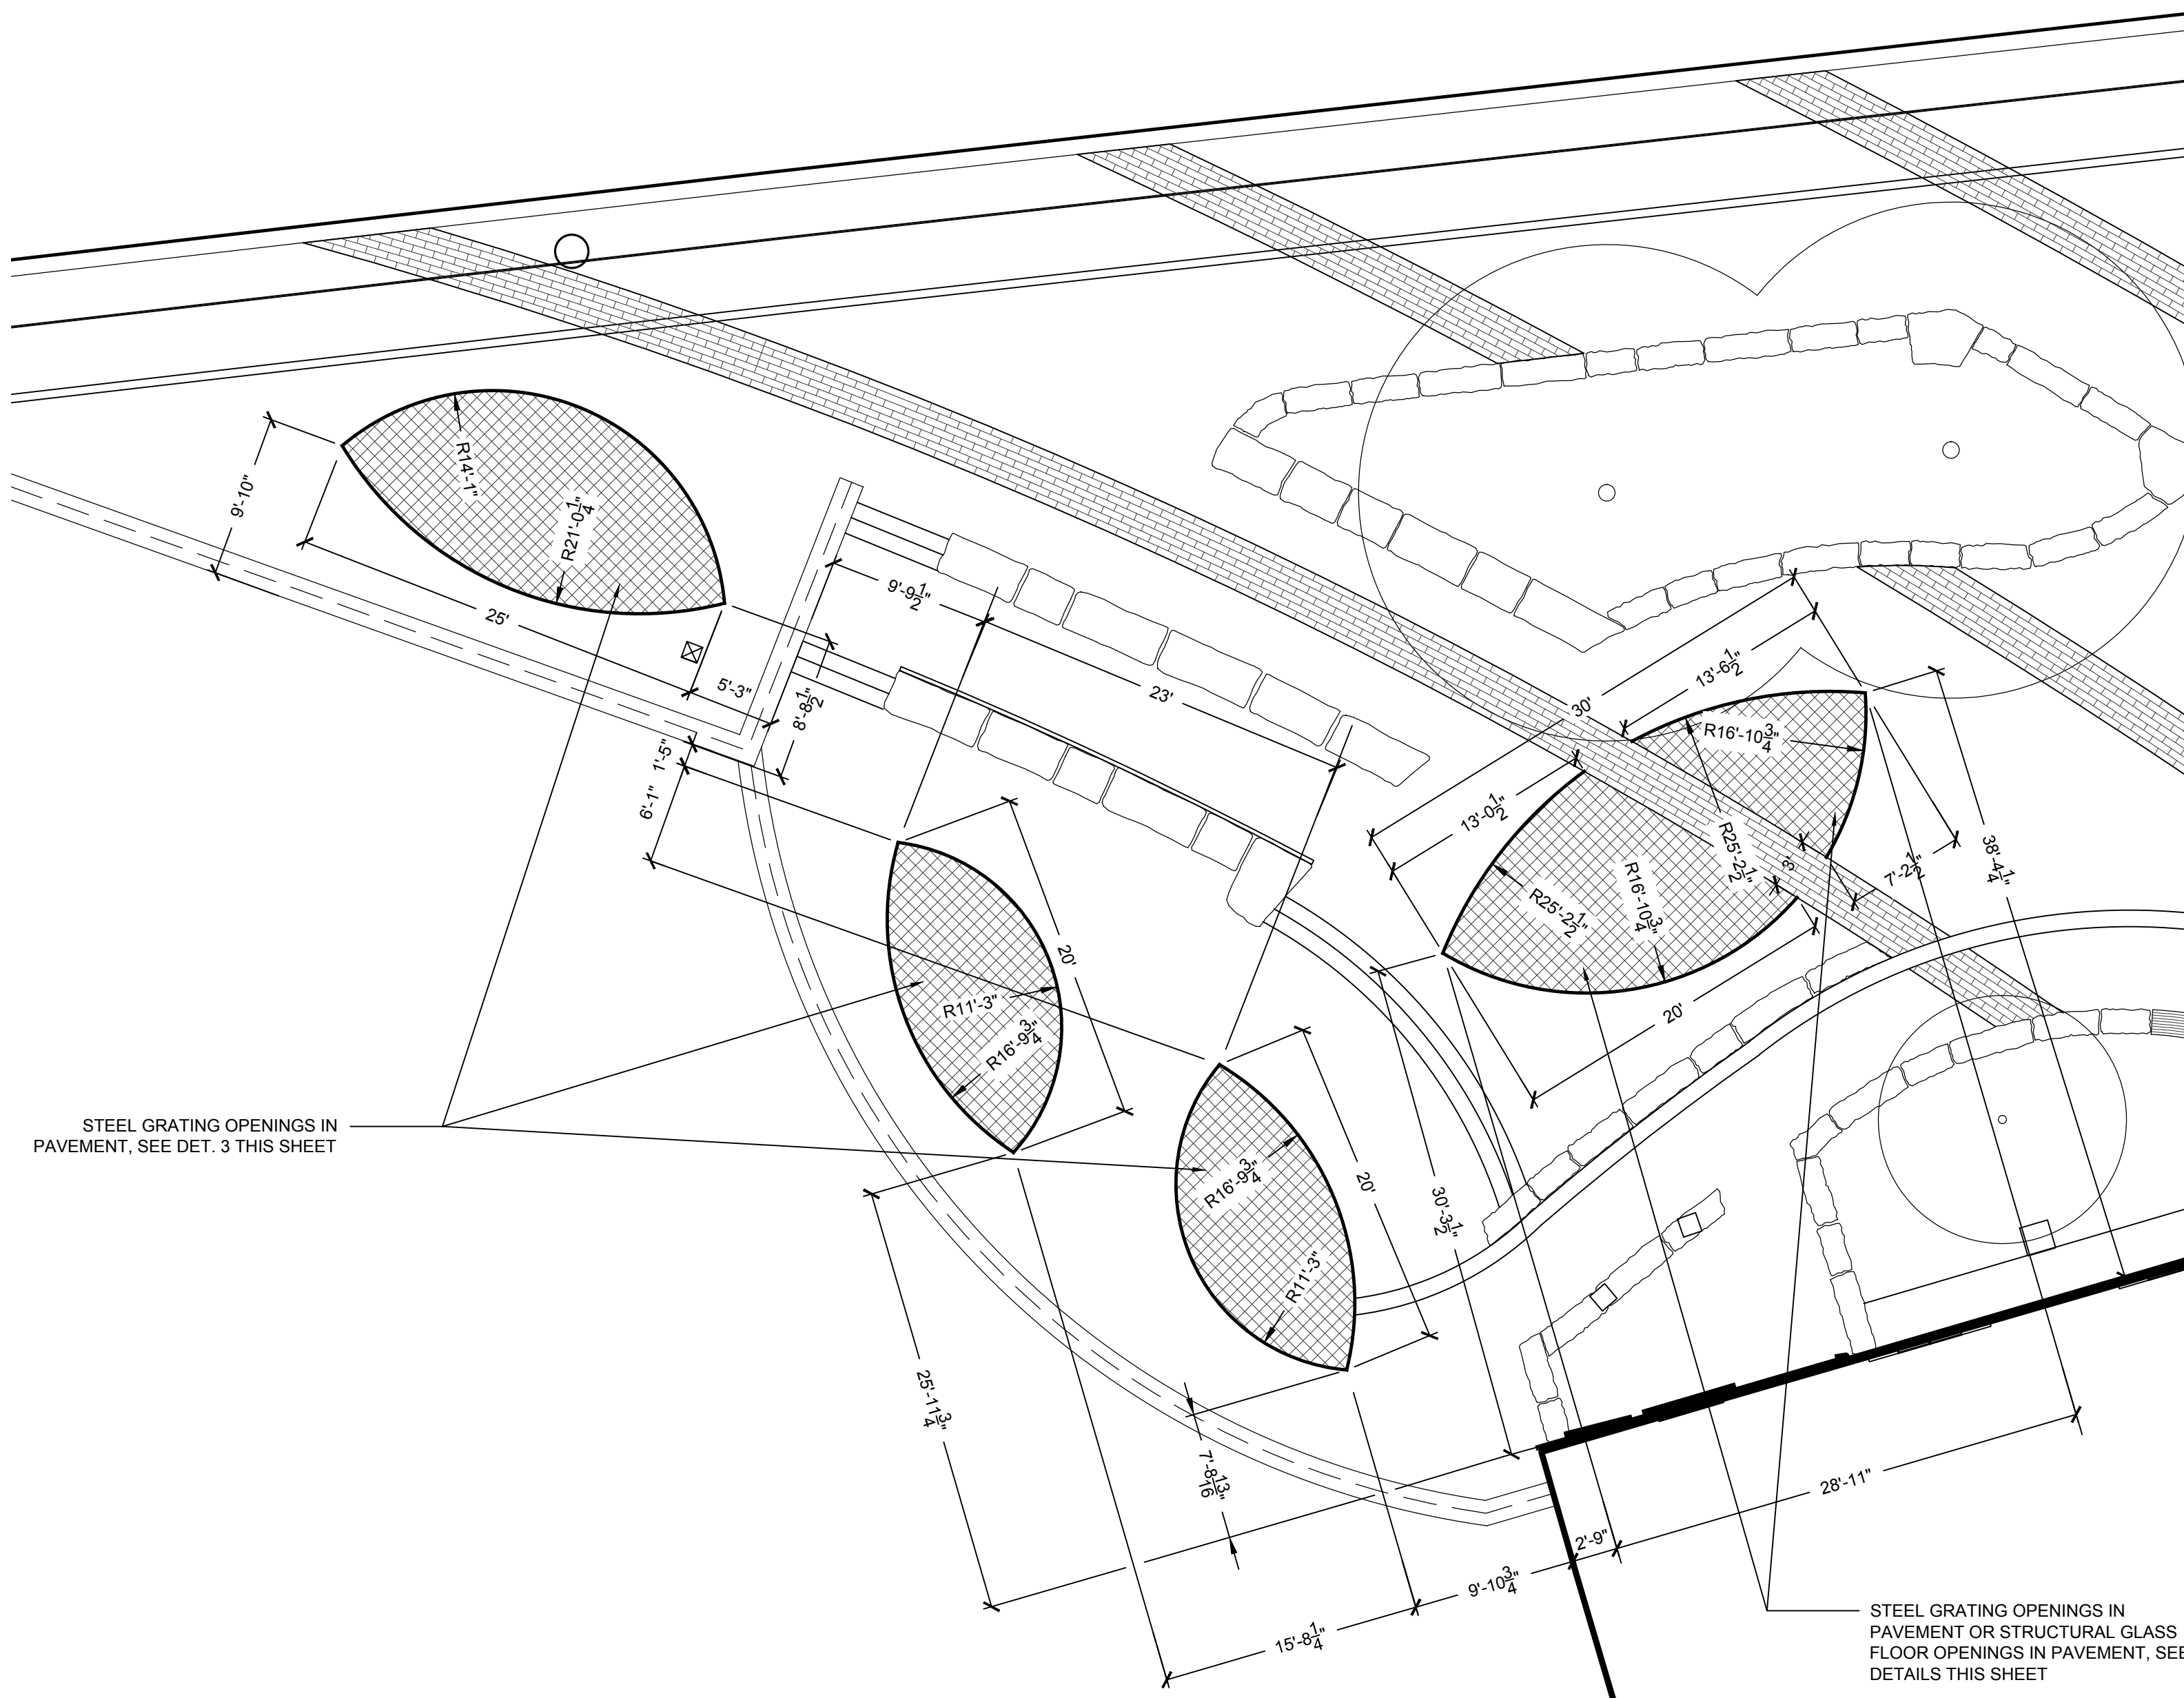 R14'-1"
9'-10"
R21'-0 1/4"
25'
5'-3"
8'-8 1/2"
9'-9 1/2"
23'
1'-5"
6'-1"
30'
13'-6 1/2"
R16'-10 3/4"
13'-0 1/2"
R25'-2 1/2"
3'
7'-2 1/2"
38'-4 1/4"
R25'-2 1/2"
R16'-10 3/4"
20'
20'
R11'-3"
R16'-9 3/4"
STEEL GRATING OPENINGS IN
PAVEMENT, SEE DET. 3 THIS SHEET
R16'-9 3/4"
20'
30'-3 1/2"
R11'-3"
25'-11 3/4"
7'-8 13/16"
28'-11"
2'-9"
9'-10 3/4"
15'-8 1/4"
STEEL GRATING OPENINGS IN
PAVEMENT OR STRUCTURAL GLASS
FLOOR OPENINGS IN PAVEMENT, SEE
DETAILS THIS SHEET